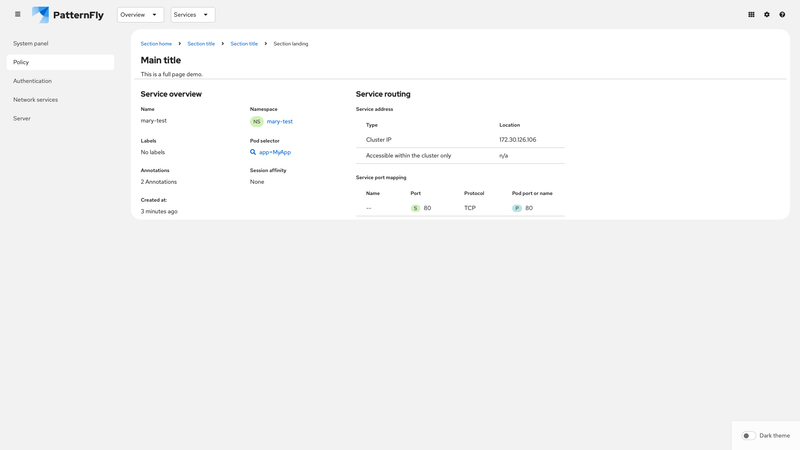 PatternFly
Overview
Services
System panel
Policy
Authentication
Network services
Server
Section home
Section title
Section title
Section landing
Main title
This is a full page demo.
Service overview
Name
mary-test
Namespace
NS mary-test
Labels
No labels
Pod selector
app=MyApp
Annotations
2 Annotations
Session affinity
None
Created at:
3 minutes ago
Service routing
Service address
Type Location
Cluster IP 172.30.126.106
Accessible within the cluster only n/a
Service port mapping
Name Port Protocol Pod port or name
-- S 80 TCP P 80
Dark theme